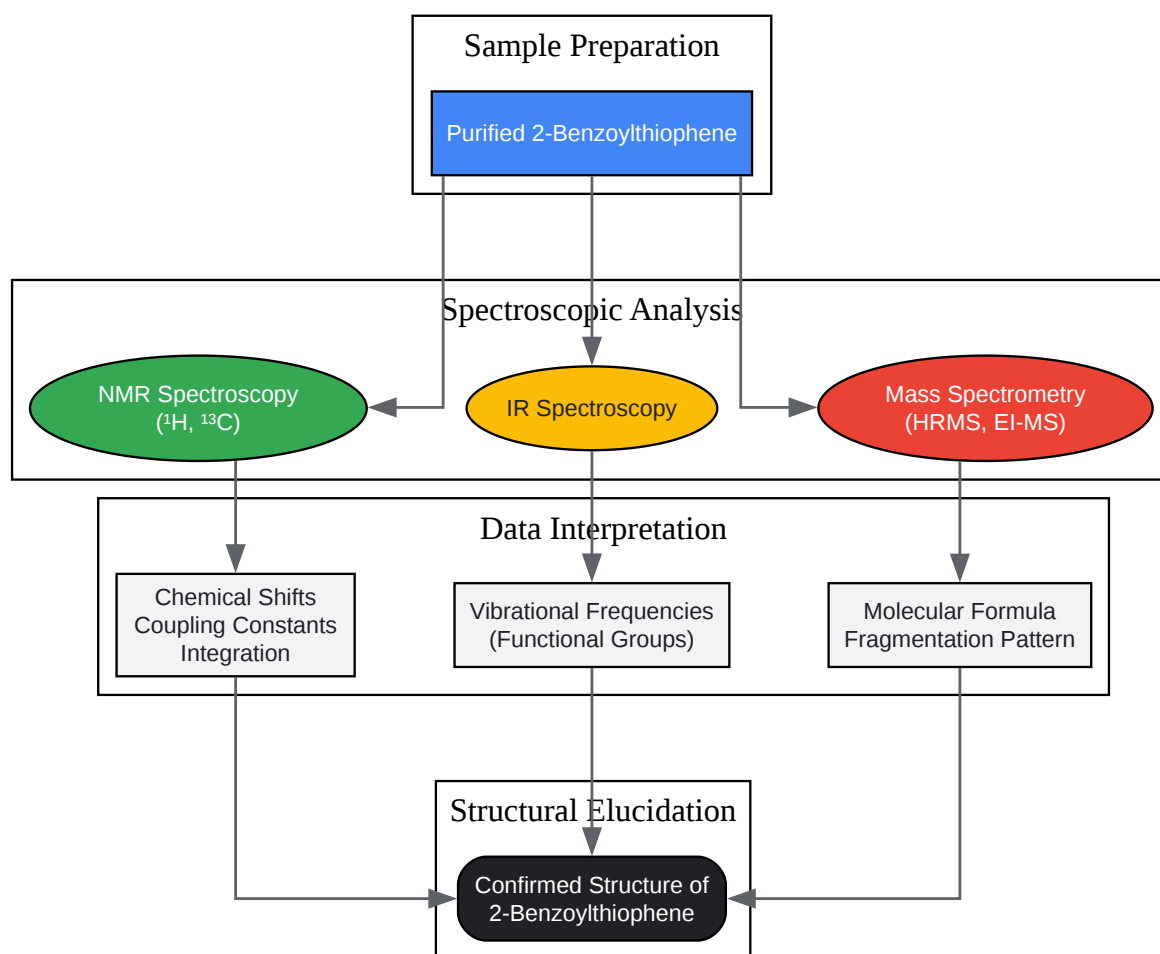 Sample Preparation
Purified 2-Benzoylthiophene
Spectroscopic Analysis
NMR Spectroscopy
(¹H, ¹³C)
IR Spectroscopy
Mass Spectrometry
(HRMS, EI-MS)
Data Interpretation
Chemical Shifts
Coupling Constants
Integration
Vibrational Frequencies
(Functional Groups)
Molecular Formula
Fragmentation Pattern
Structural Elucidation
Confirmed Structure of
2-Benzoylthiophene